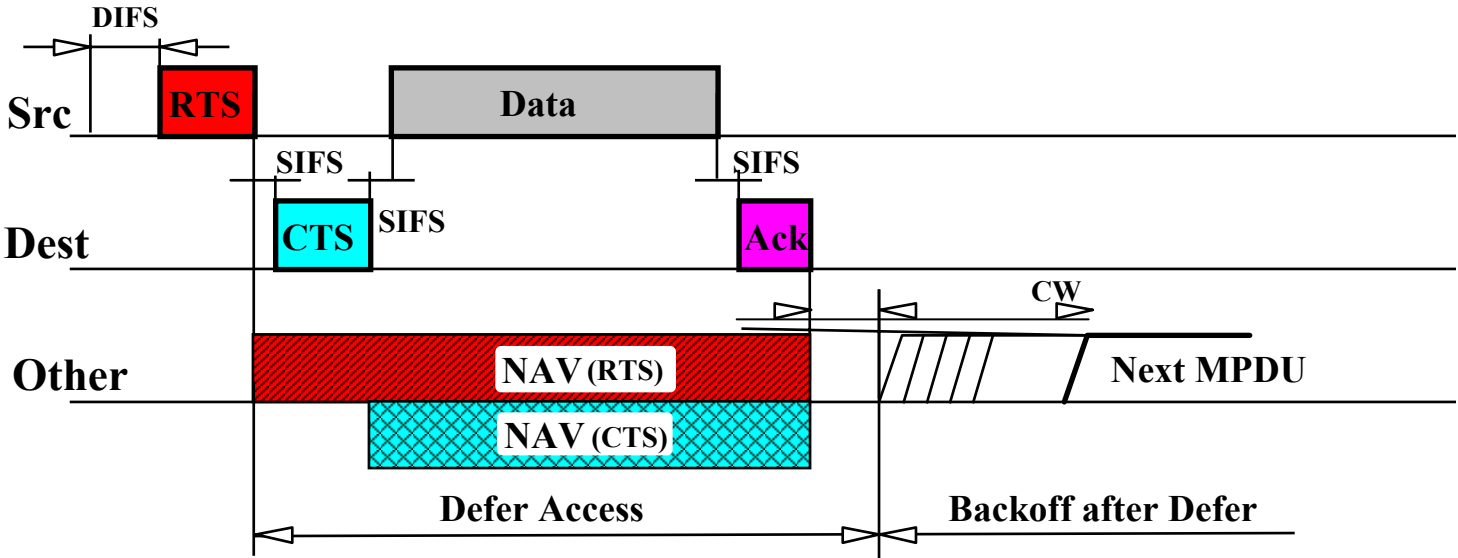 DIFS
Src
RTS
Data
SIFS
SIFS
Dest
CTS
SIFS
Ack
CW
Other
NAV (RTS)
Next MPDU
NAV (CTS)
Defer Access
Backoff after Defer